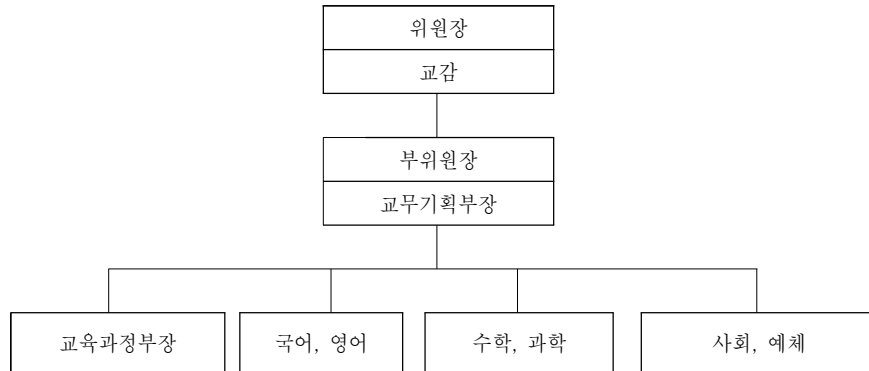 위원장
교감
부위원장
교무기획부장
교육과정부장
국어, 영어
수학, 과학
사회, 예체